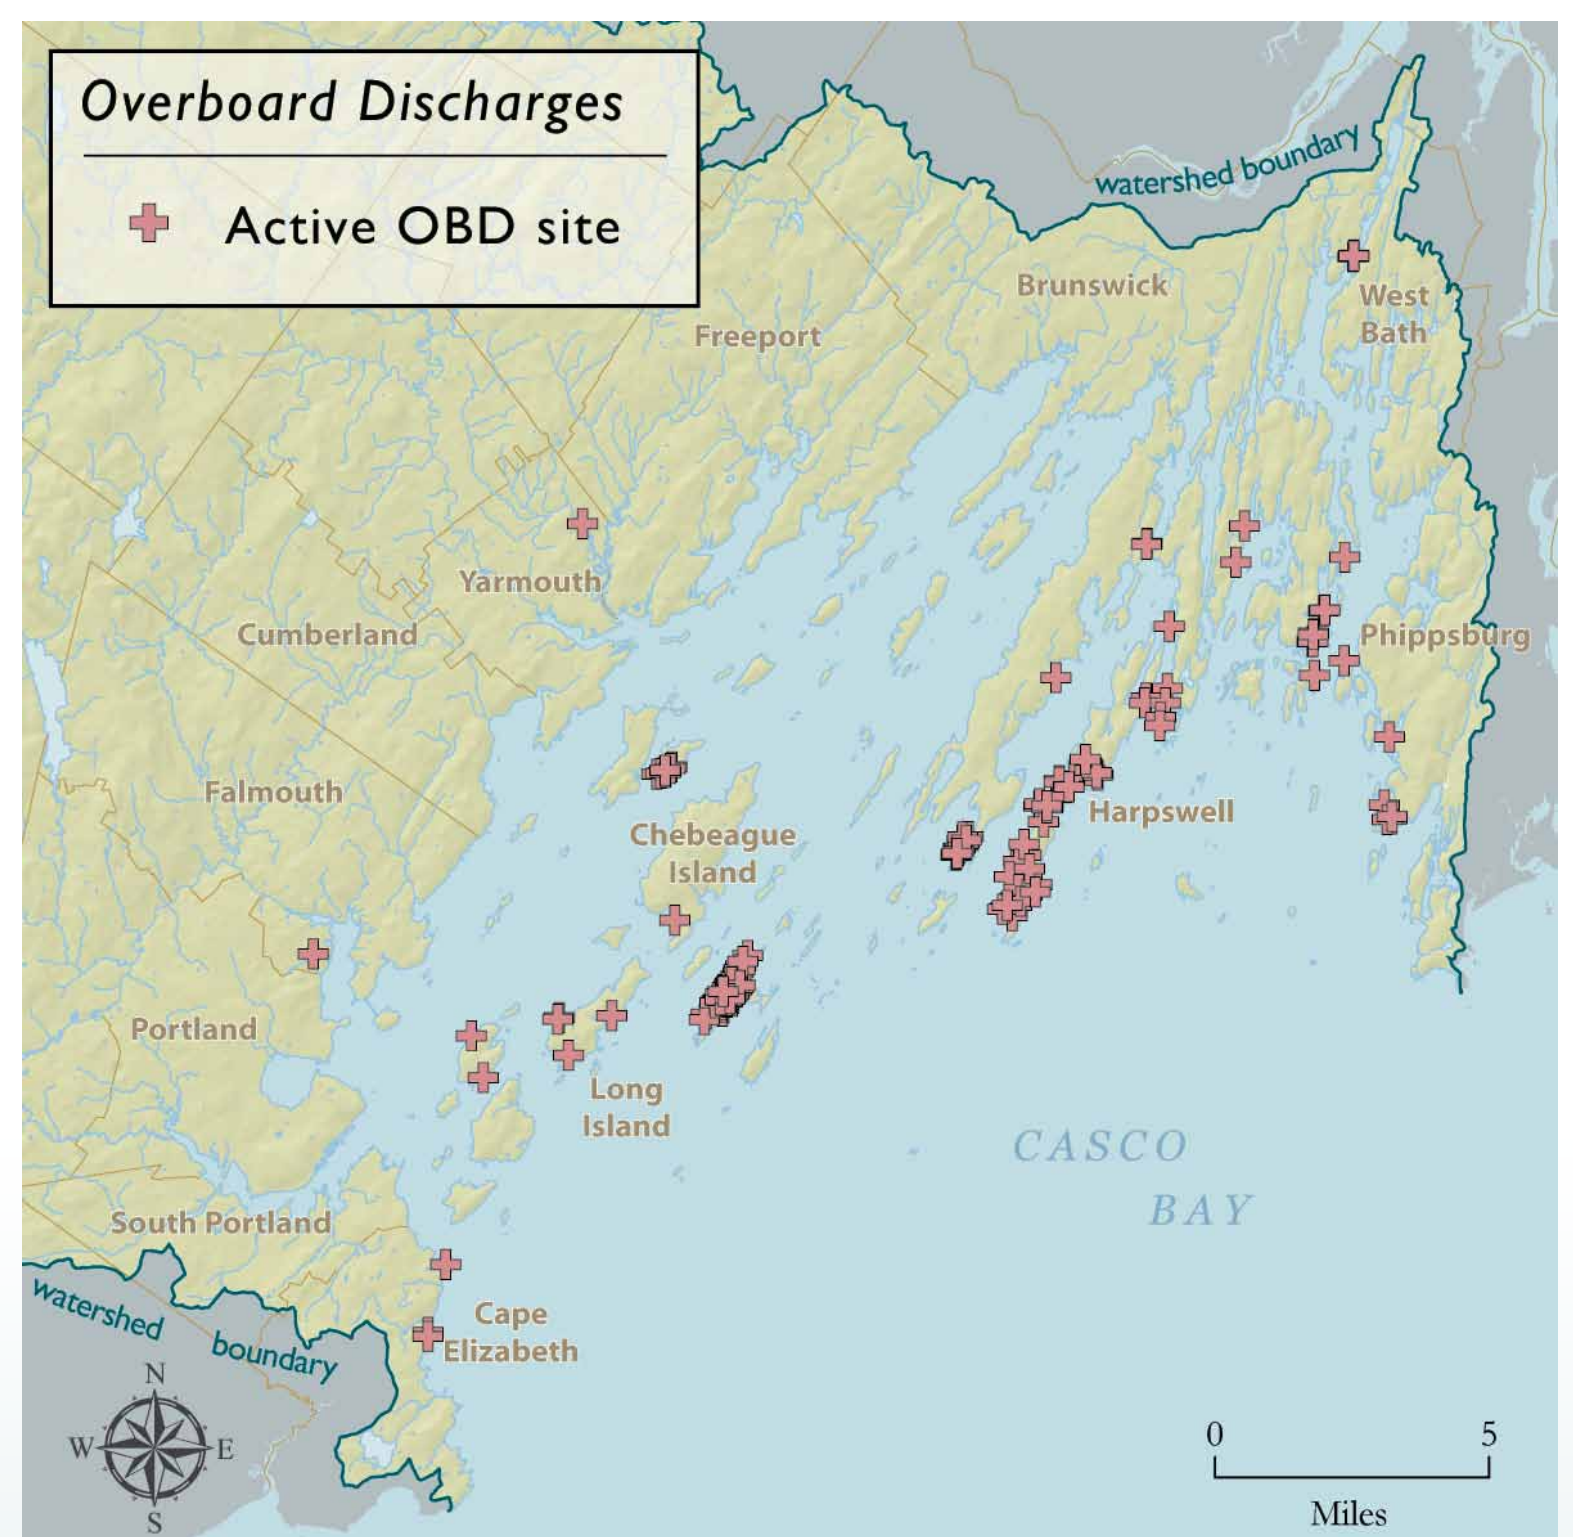 Overboard Discharges
Active OBD site
watershed boundary
Brunswick
West
Bath
Freeport
Yarmouth
Cumberland
Phippsburg
Falmouth
Harpswell
Chebeague
Island
Portland
Long
Island
CASCO
BAY
South Portland
Cape
Elizabeth
watershed boundary
N
W E
S
0 5
Miles